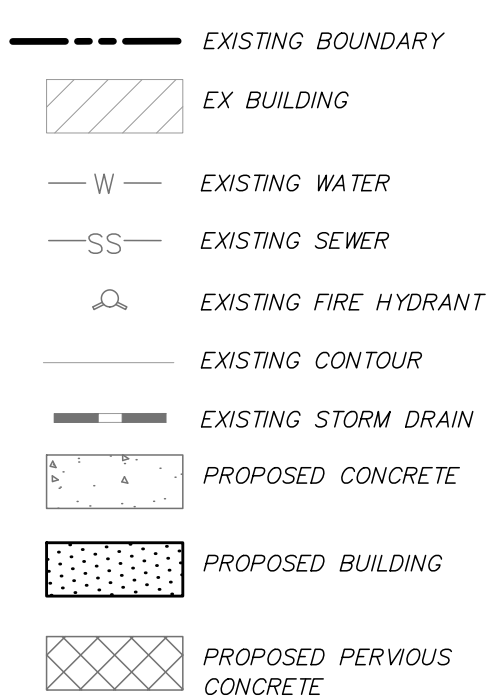 EXISTING BOUNDARY
EX BUILDING
W EXISTING WATER
SS EXISTING SEWER
EXISTING FIRE HYDRANT
EXISTING CONTOUR
EXISTING STORM DRAIN
PROPOSED CONCRETE
PROPOSED BUILDING
PROPOSED PERVIOUS
CONCRETE